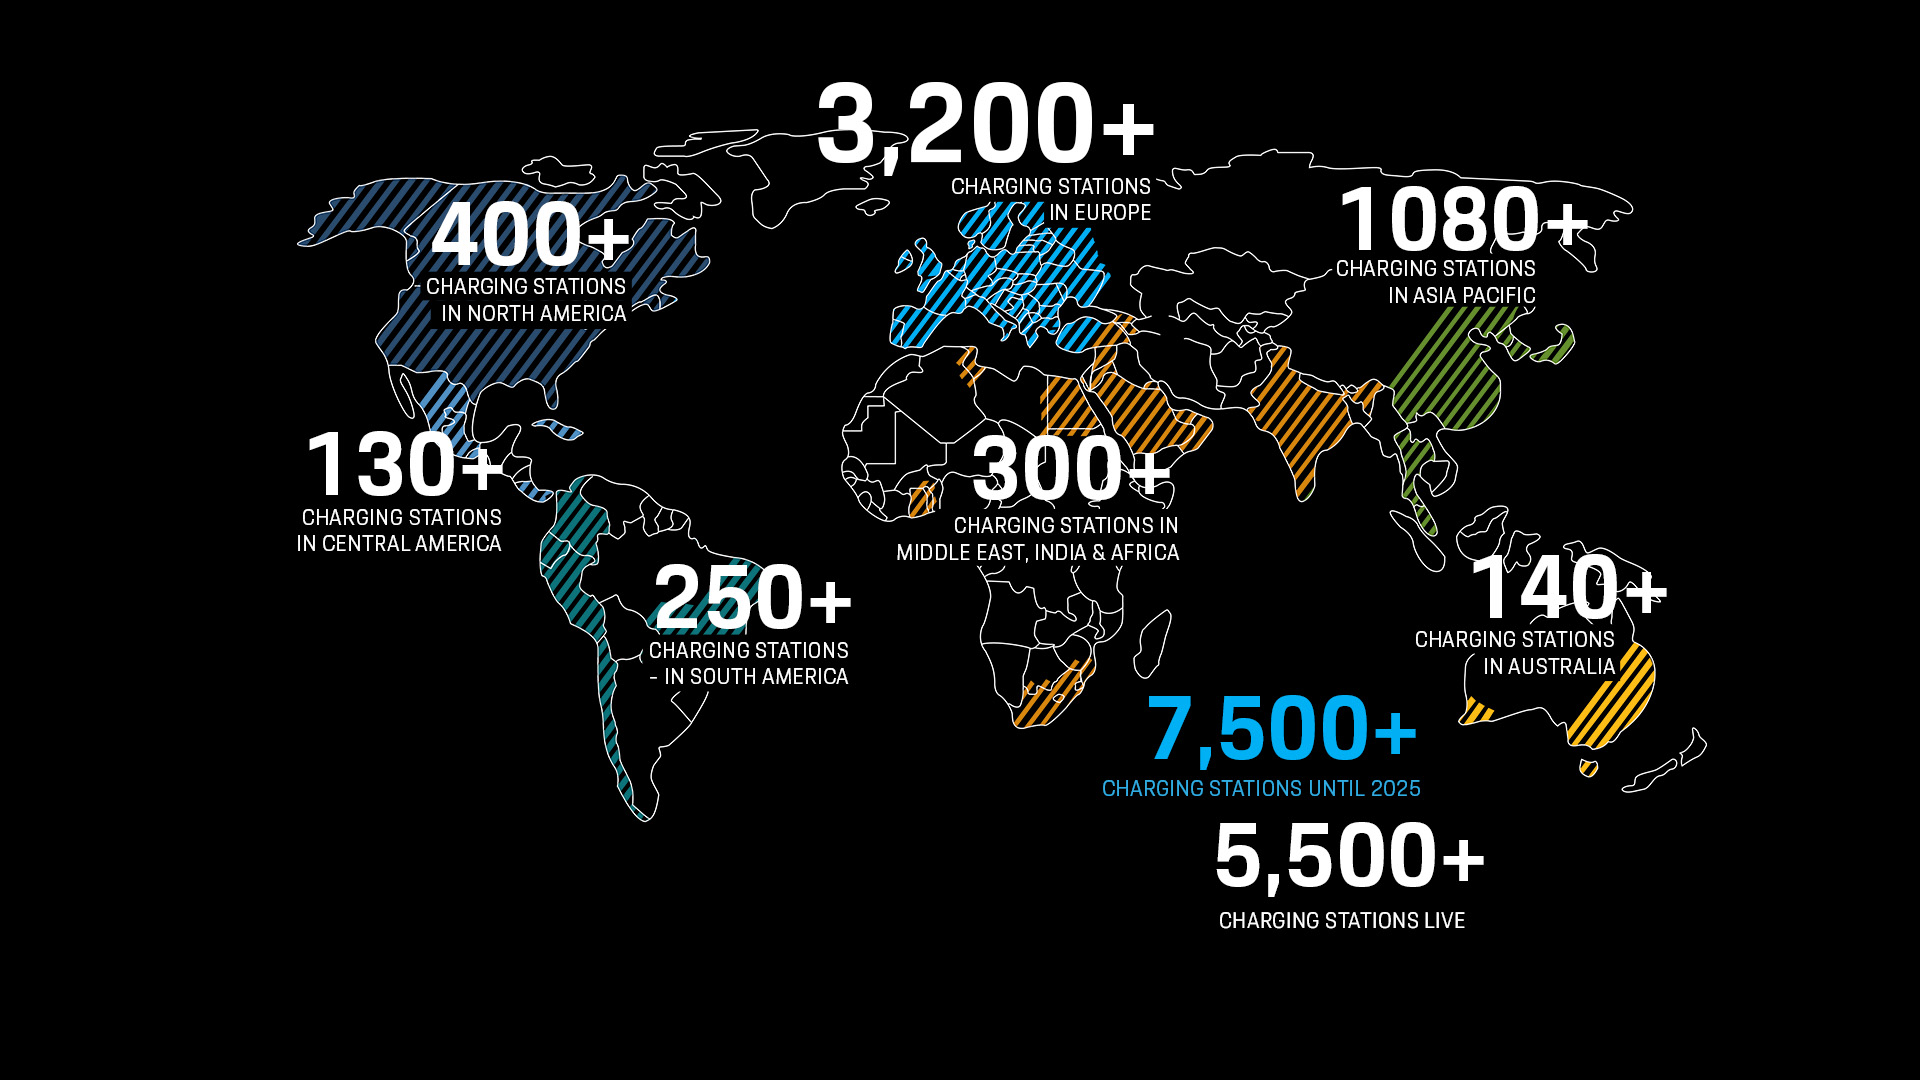 3,200+
CHARGING STATIONS
IN EUROPE
400+
CHARGING STATIONS
IN NORTH AMERICA
1080+
CHARGING STATIONS
IN ASIA PACIFIC
130+
CHARGING STATIONS
IN CENTRAL AMERICA
300+
CHARGING STATIONS IN
MIDDLE EAST, INDIA & AFRICA
250+
CHARGING STATIONS
- IN SOUTH AMERICA
140+
CHARGING STATIONS
IN AUSTRALIA
7,500+
CHARGING STATIONS UNTIL 2025
5,500+
CHARGING STATIONS LIVE